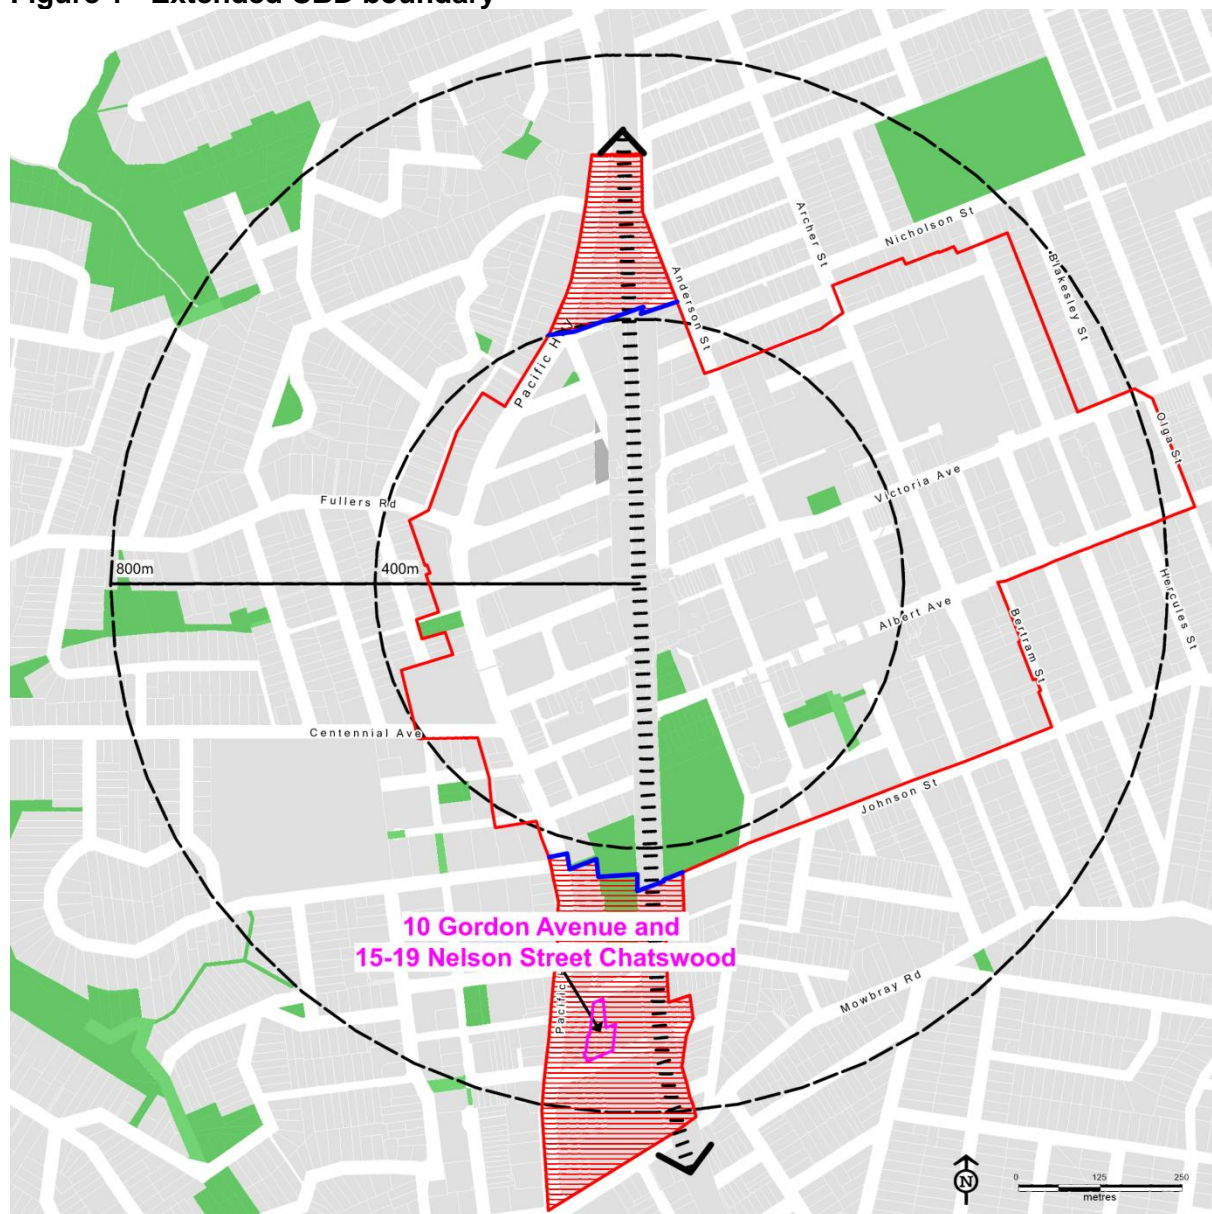 Figure 1 - Extended CBD boundary
Archer St
Nicholson St
Anderson St
Blakesley St
Pacific Hwy
Olga St
Victoria Ave
Fullers Rd
800m
400m
Hercules St
Albert Ave
Bertram St
Centennial Ave
Johnson St
10 Gordon Avenue and
15-19 Nelson Street Chatswood
Mowbray Rd
Pacific
N
0 125 250
metres